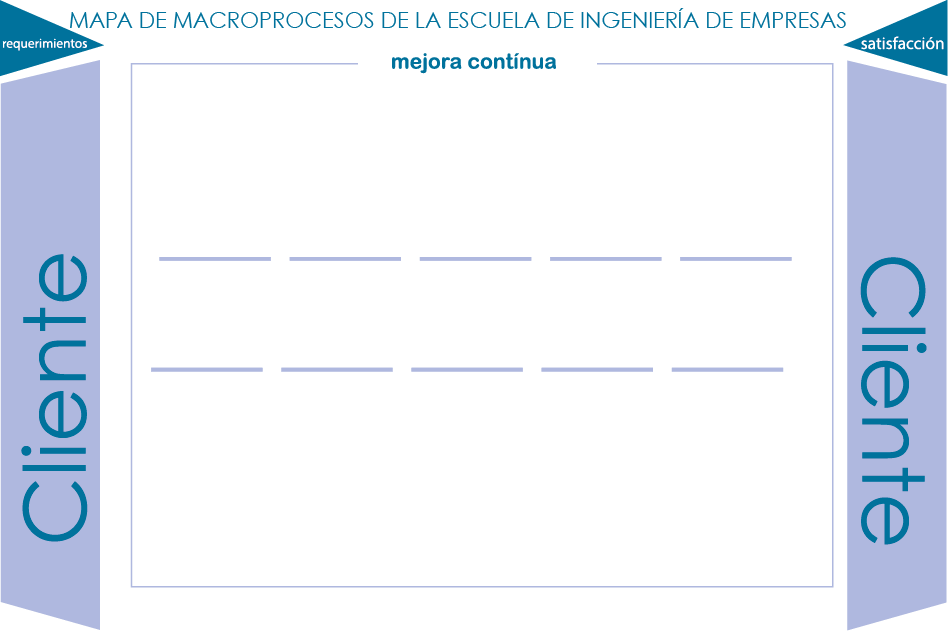 MAPA DE MACROPROCESOS DE LA ESCUELA DE INGENIERÍA DE EMPRESAS
requerimientos
satisfacción
mejora contínua
Cliente
Cliente